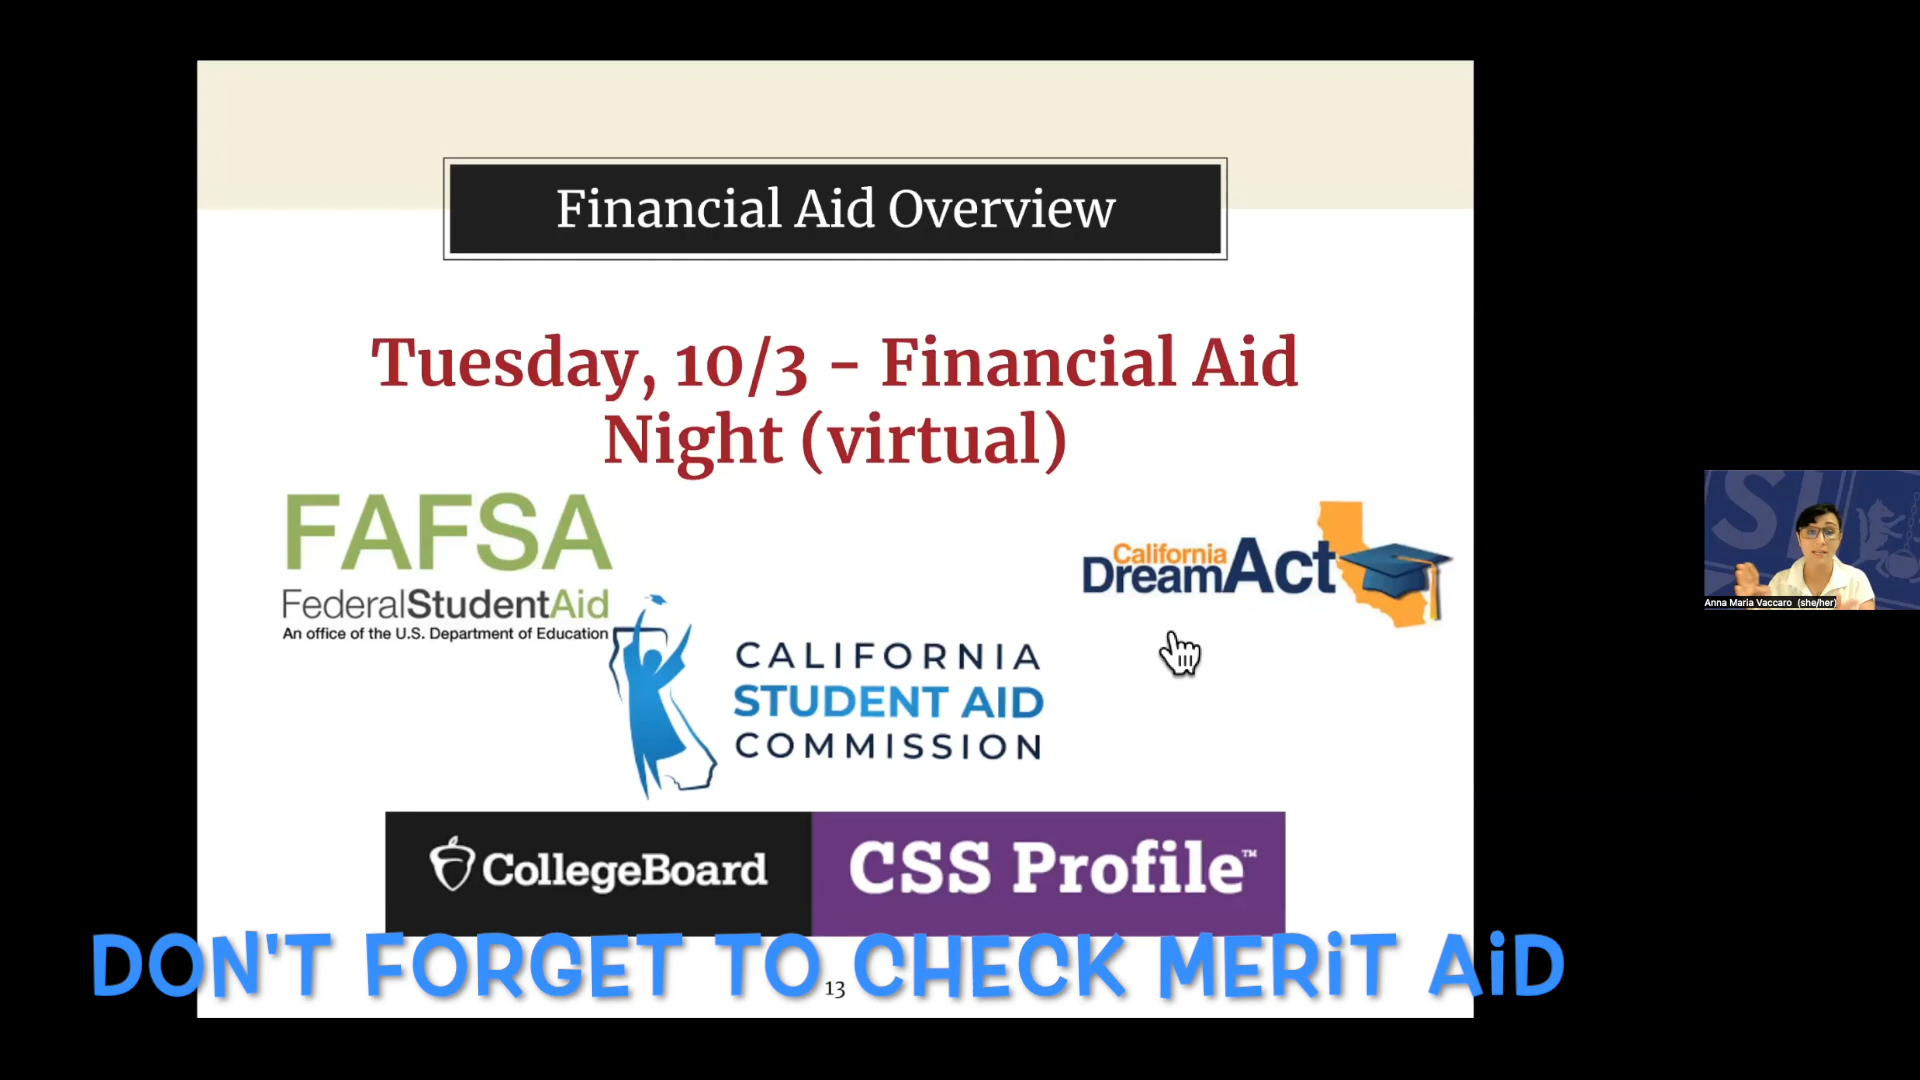 Financial Aid Overview
Tuesday, 10/3 - Financial Aid
Night (virtual)
FAFSA
FederalStudentAid
An office of the U.S. Department of Education
California
DreamAct
CALIFORNIA
STUDENT AID
COMMISSION
CollegeBoard
CSS Profile™
DON'T FORGET TO CHECK MERiT AiD
13
SI
Anna Maria Vaccaro (she/her)